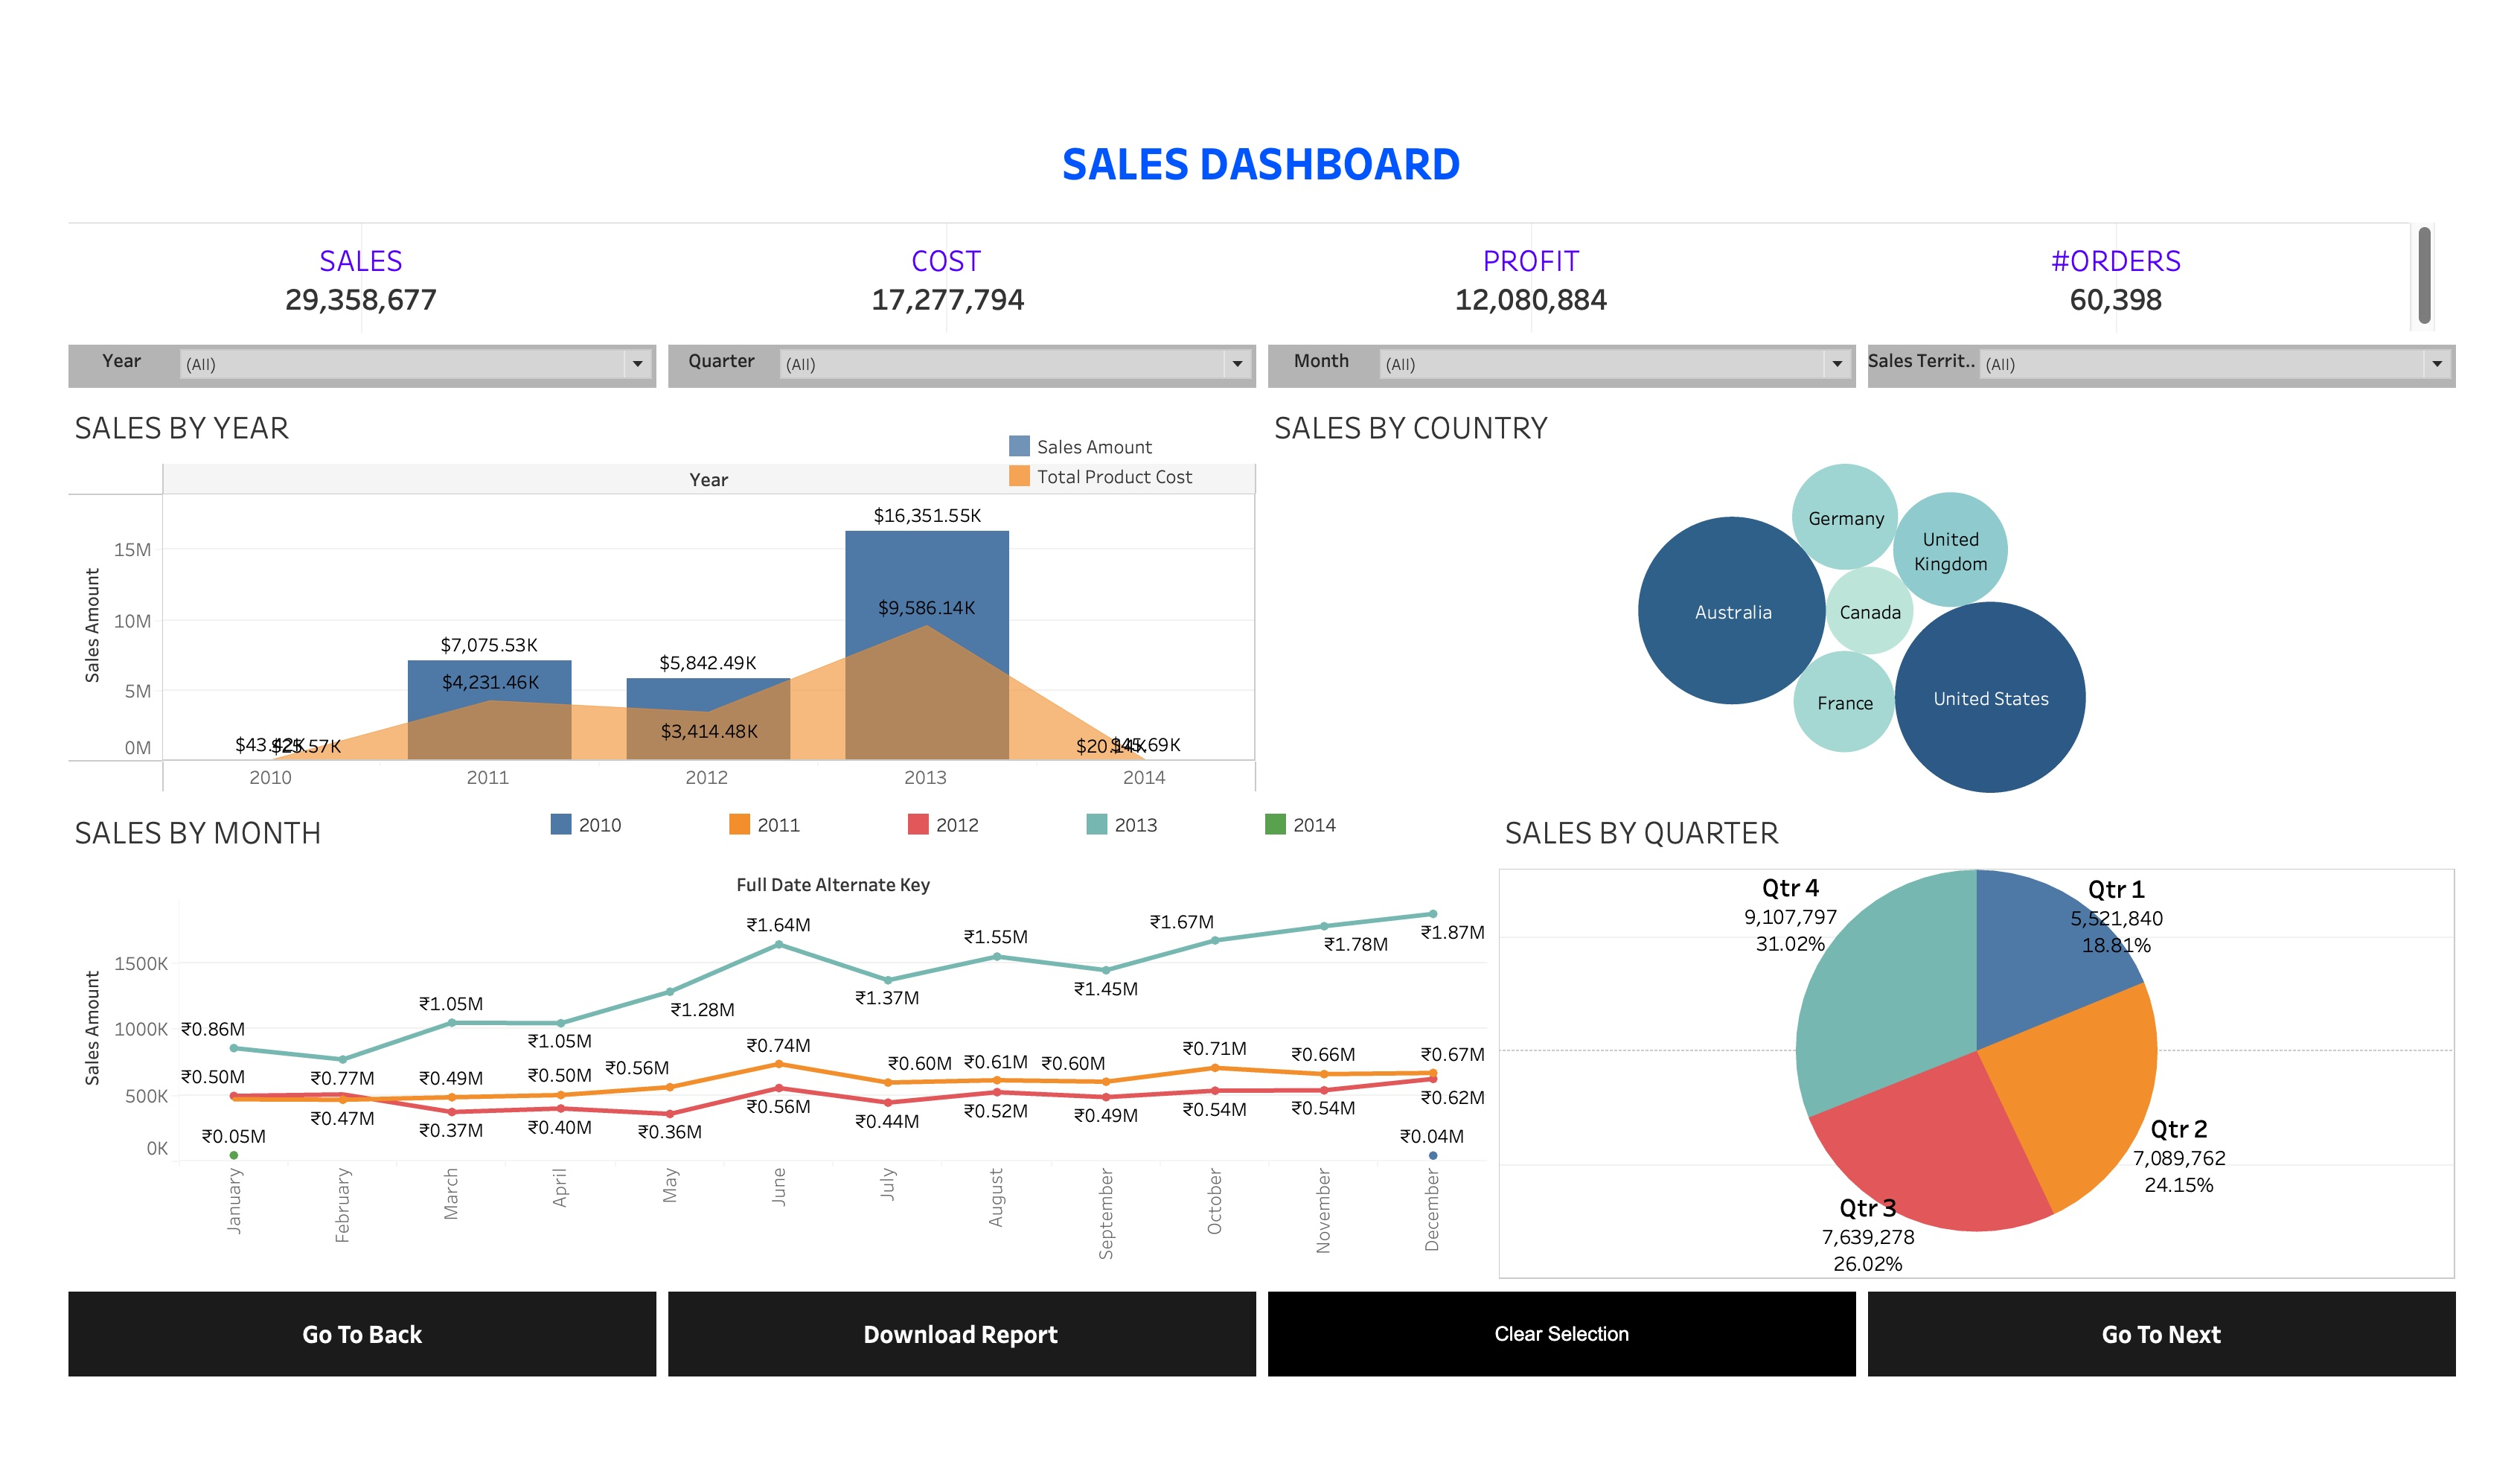 SALES DASHBOARD
SALES
COST
PROFIT
#ORDERS
29,358,677
17,277,794
12,080,884
60,398
Year
(All)
Quarter
(All)
Month
(All)
Sales Territ..
(All)
SALES BY YEAR
Sales Amount
Total Product Cost
Year
Sales Amount
15M
10M
5M
0M
$16,351.55K
$9,586.14K
$7,075.53K
$4,231.46K
$5,842.49K
$3,414.48K
2010
2011
2012
2013
2014
SALES BY COUNTRY
Germany
United
Kingdom
Australia
Canada
France
United States
SALES BY MONTH
2010
2011
2012
2013
2014
Full Date Alternate Key
Sales Amount
1500K
1000K
500K
0K
₹0.86M
₹1.05M
₹1.05M
₹1.28M
₹1.64M
₹1.37M
₹1.55M
₹1.45M
₹1.67M
₹1.78M
₹1.87M
₹0.50M
₹0.77M
₹0.49M
₹0.50M
₹0.56M
₹0.74M
₹0.60M
₹0.61M
₹0.60M
₹0.71M
₹0.66M
₹0.67M
₹0.47M
₹0.37M
₹0.40M
₹0.36M
₹0.56M
₹0.44M
₹0.52M
₹0.49M
₹0.54M
₹0.54M
₹0.62M
₹0.05M
₹0.04M
January
February
March
April
May
June
July
August
September
October
November
December
SALES BY QUARTER
Qtr 4
9,107,797
31.02%
Qtr 1
5,521,840
18.81%
Qtr 2
7,089,762
24.15%
Qtr 3
7,639,278
26.02%
Go To Back
Download Report
Clear Selection
Go To Next